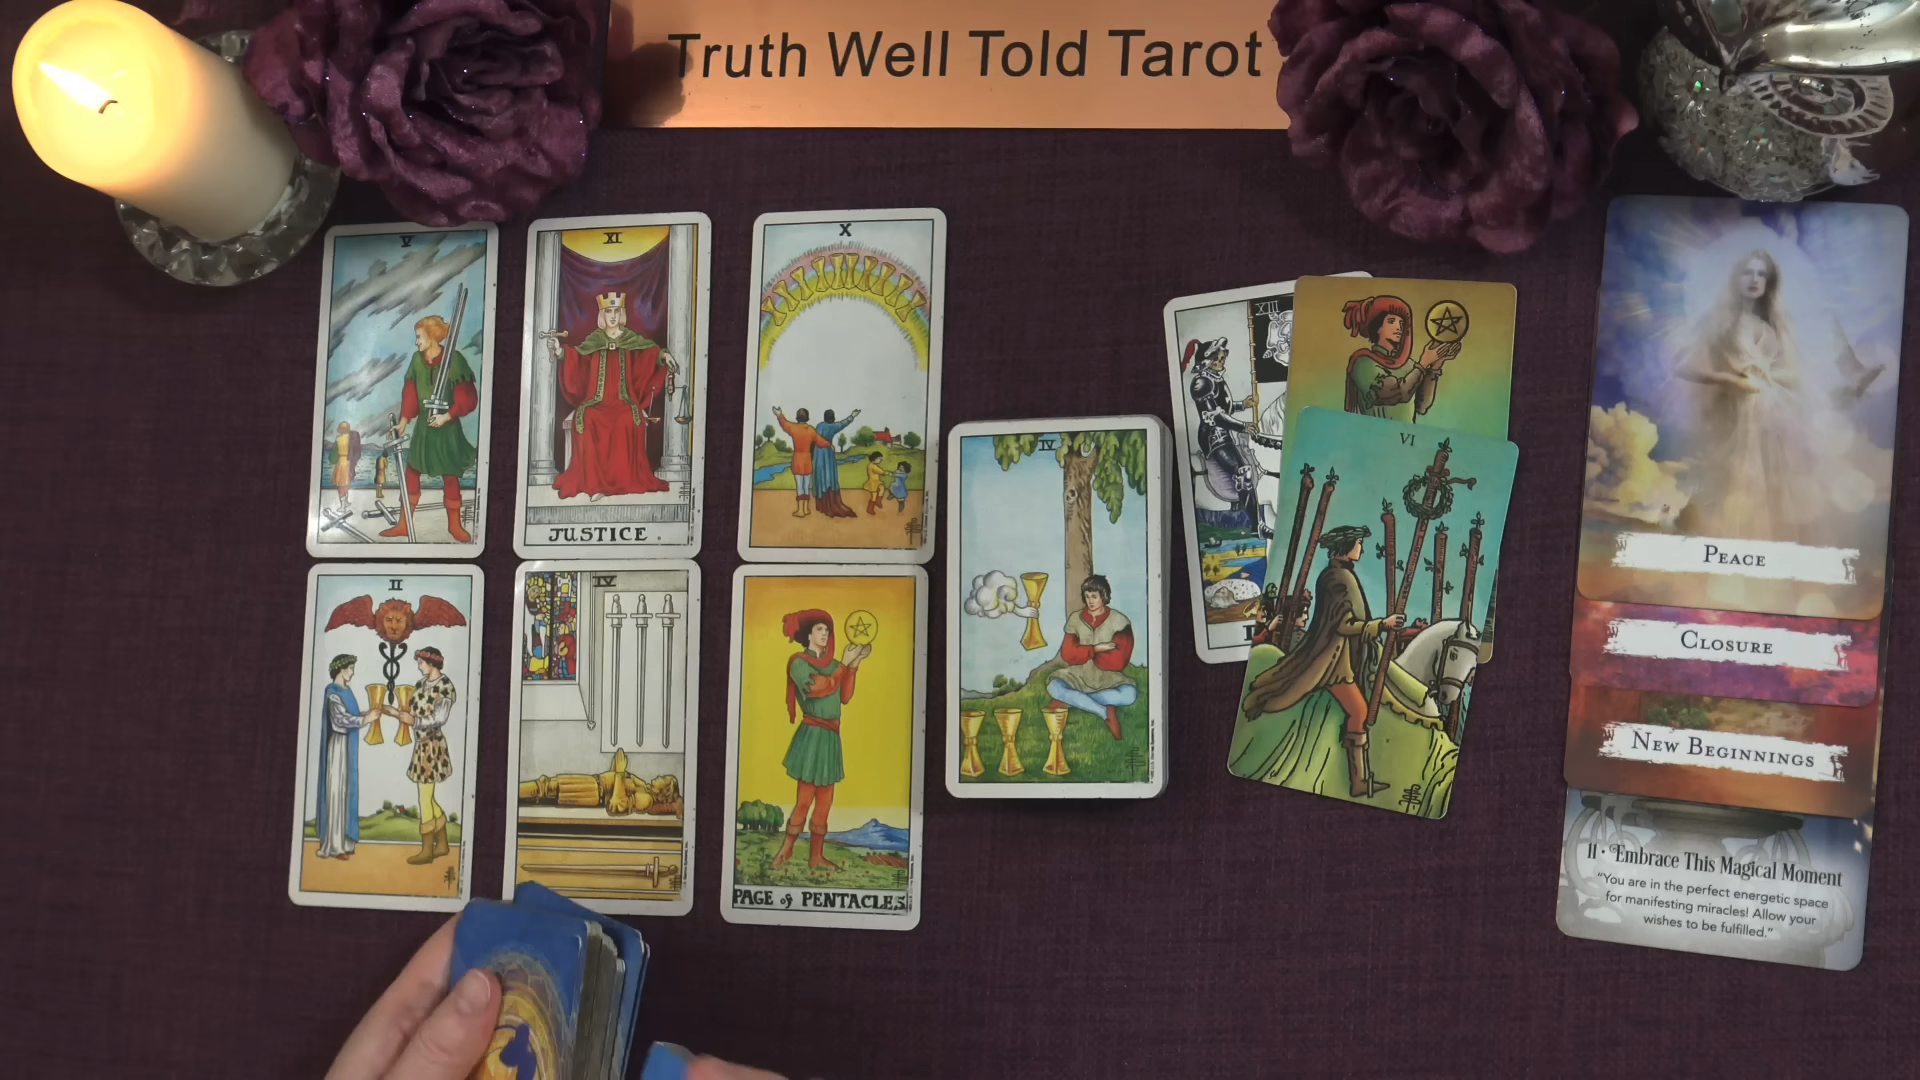 Truth Well Told Tarot
V
XI
X
JUSTICE.
II
IV
PAGE of PENTACLES
IV
XIII
VI
PEACE
CLOSURE
NEW BEGINNINGS
11 · Embrace This Magical Moment
"You are in the perfect energetic space
for manifesting miracles! Allow your
wishes to be fulfilled."